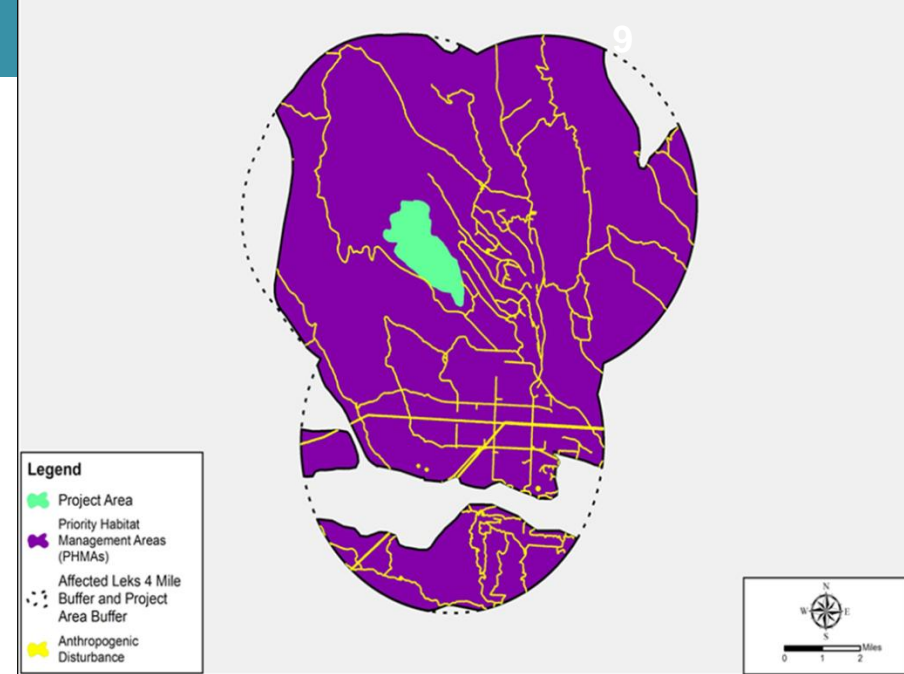 9
Legend
Project Area
Priority Habitat
Management Areas
(PHMAs)
Affected Leks 4 Mile
Buffer and Project
Area Buffer
Anthropogenic
Disturbance
N
W E
S
Miles
0 1 2